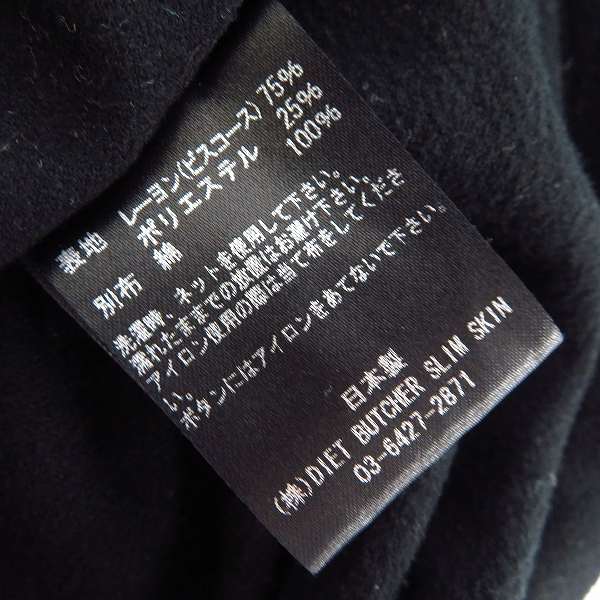 表地 レーヨン(ビスコース) 75%
ポリエステル 25%
別布 綿 100%
洗濯時、ネットを使用して下さい。
濡れたままでの放置はお避け下さい。
アイロン使用の際は当て布をしてくださ
い。
ボタンにはアイロンをあてないで下さい。
日本製
(株)DIET BUTCHER SLIM SKIN
03-6427-2871